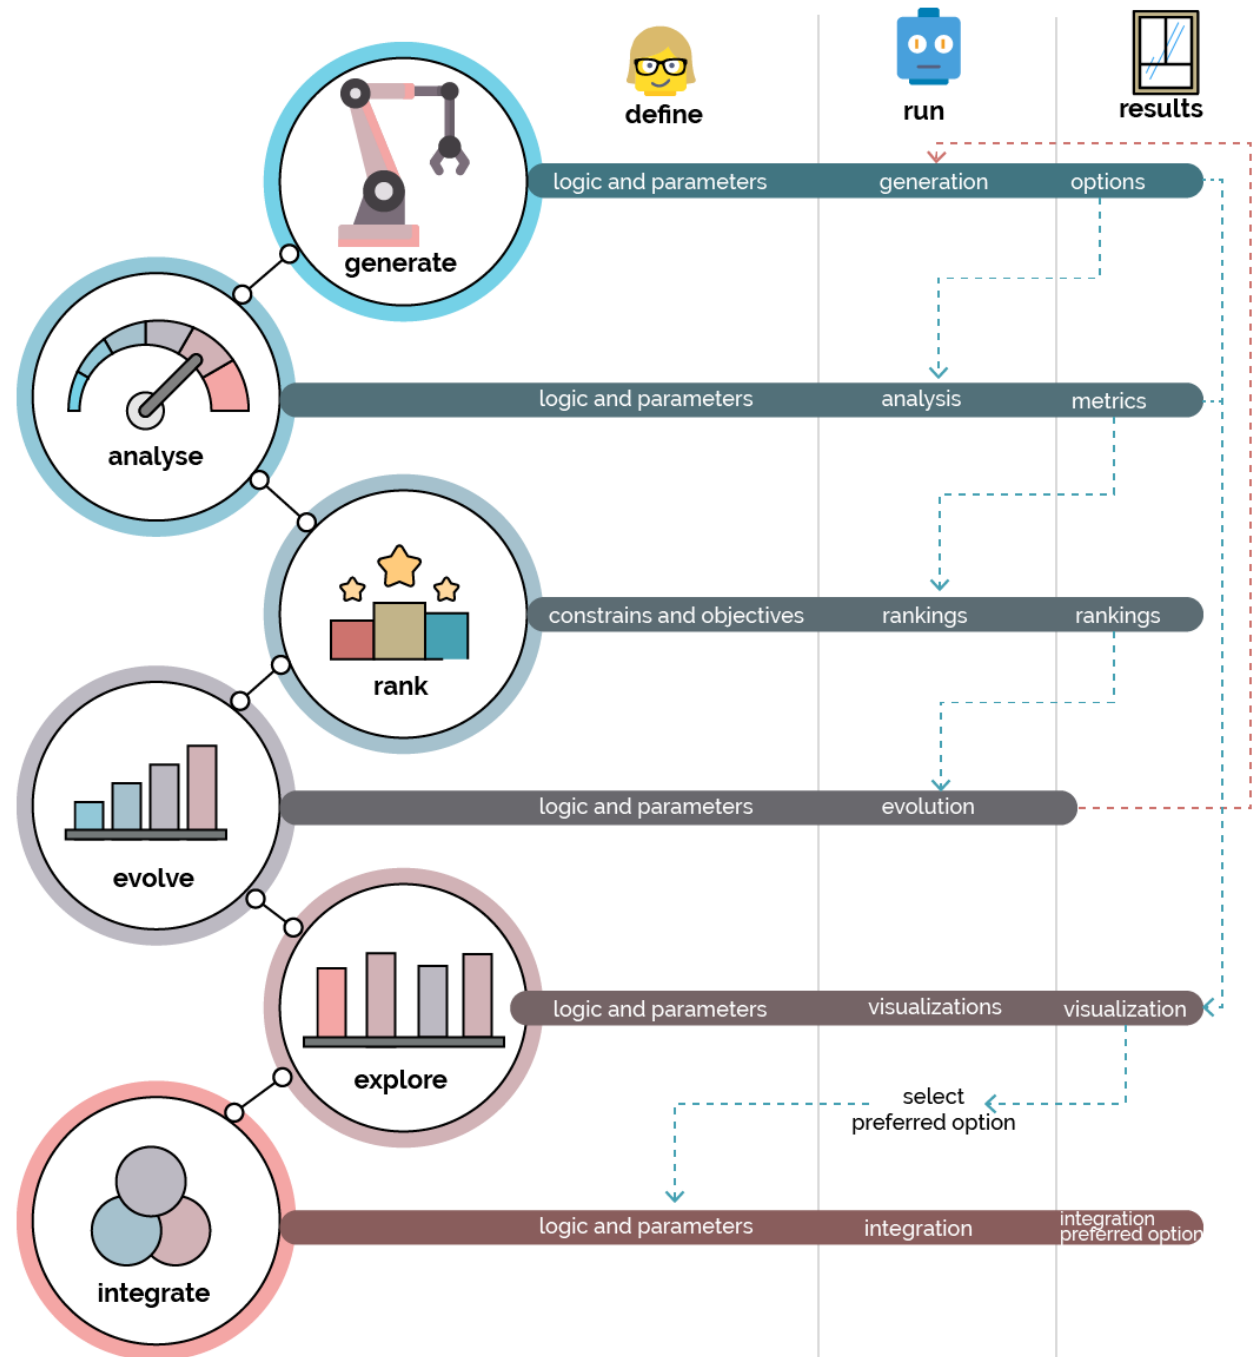 define
run
results
generate
logic and parameters
generation
options
analyse
logic and parameters
analysis
metrics
rank
constrains and objectives
rankings
rankings
evolve
logic and parameters
evolution
explore
logic and parameters
visualizations
visualization
select
preferred option
integrate
logic and parameters
integration
integration
preferred option